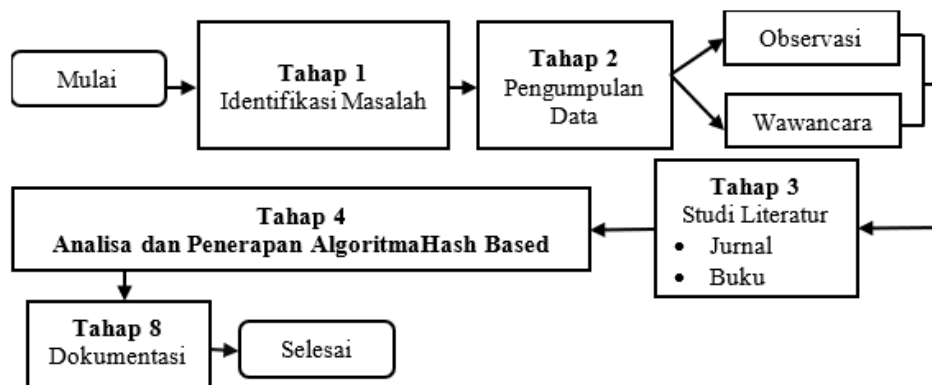 Mulai
Tahap 1
Identifikasi Masalah
Tahap 2
Pengumpulan
Data
Observasi
Wawancara
Tahap 3
Studi Literatur
• Jurnal
• Buku
Tahap 4
Analisa dan Penerapan AlgoritmaHash Based
Tahap 8
Dokumentasi
Selesai